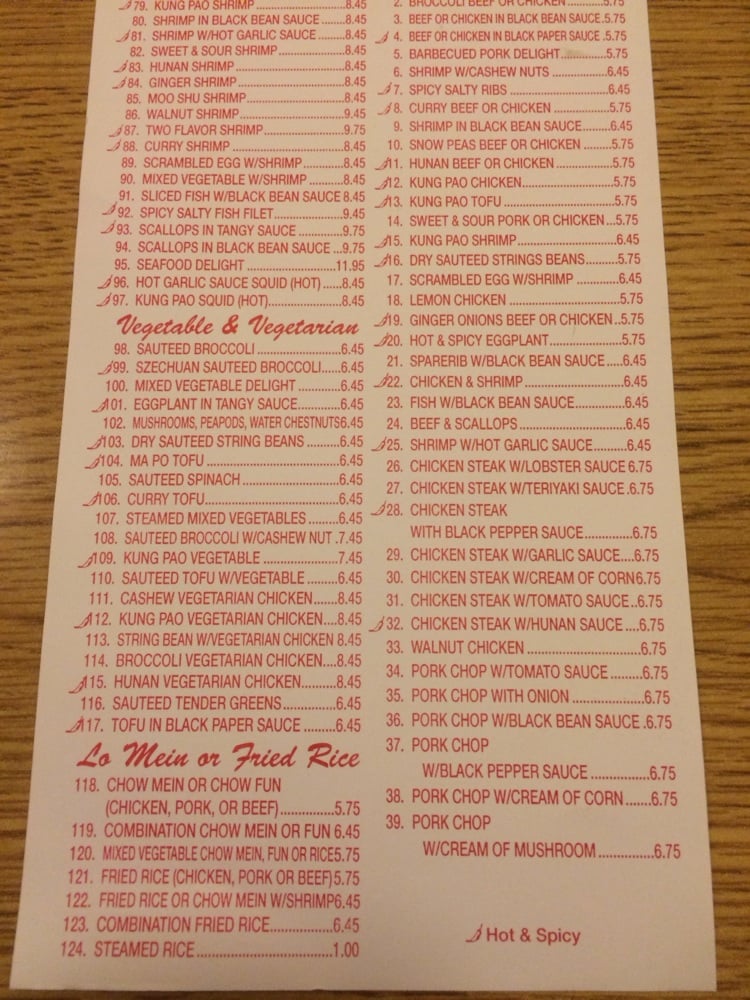 79. KUNG PAO SHRIMP..........8.45
80. SHRIMP IN BLACK BEAN SAUCE.8.45
81. SHRIMP W/HOT GARLIC SAUCE......8.45
82. SWEET & SOUR SHRIMP..........8.45
83. HUNAN SHRIMP..........8.45
84. GINGER SHRIMP..........8.45
85. MOO SHU SHRIMP..........8.45
86. WALNUT SHRIMP..........9.45
87. TWO FLAVOR SHRIMP..........9.75
88. CURRY SHRIMP..........8.45
89. SCRAMBLED EGG W/SHRIMP..........8.45
90. MIXED VEGETABLE W/SHRIMP..........8.45
91. SLICED FISH W/BLACK BEAN SAUCE 8.45
92. SPICY SALTY FISH FILET..........9.45
93. SCALLOPS IN TANGY SAUCE..........9.75
94. SCALLOPS IN BLACK BEAN SAUCE...9.75
95. SEAFOOD DELIGHT..........11.95
96. HOT GARLIC SAUCE SQUID (HOT).....8.45
97. KUNG PAO SQUID (HOT)..........8.45
Vegetable & Vegetarian
98. SAUTEED BROCCOLI..........6.45
99. SZECHUAN SAUTEED BROCCOLI.....6.45
100. MIXED VEGETABLE DELIGHT..........6.45
101. EGGPLANT IN TANGY SAUCE..........6.45
102. MUSHROOMS, PEAPODS, WATER CHESTNUTS6.45
103. DRY SAUTEED STRING BEANS..........6.45
104. MA PO TOFU..........6.45
105. SAUTEED SPINACH..........6.45
106. CURRY TOFU..........6.45
107. STEAMED MIXED VEGETABLES........6.45
108. SAUTEED BROCCOLI W/CASHEW NUT.7.45
109. KUNG PAO VEGETABLE..........7.45
110. SAUTEED TOFU W/VEGETABLE........6.45
111. CASHEW VEGETARIAN CHICKEN......8.45
112. KUNG PAO VEGETARIAN CHICKEN....8.45
113. STRING BEAN W/VEGETARIAN CHICKEN 8.45
114. BROCCOLI VEGETARIAN CHICKEN....8.45
115. HUNAN VEGETARIAN CHICKEN.........8.45
116. SAUTEED TENDER GREENS..........6.45
117. TOFU IN BLACK PAPER SAUCE.........6.45
Lo Mein or Fried Rice
118. CHOW MEIN OR CHOW FUN
(CHICKEN, PORK, OR BEEF)..........5.75
119. COMBINATION CHOW MEIN OR FUN 6.45
120. MIXED VEGETABLE CHOW MEIN, FUN OR RICE5.75
121. FRIED RICE (CHICKEN, PORK OR BEEF)5.75
122. FRIED RICE OR CHOW MEIN W/SHRIMP6.45
123. COMBINATION FRIED RICE..........6.45
124. STEAMED RICE..........1.00
2. BROCCOLI BEEF OR CHICKEN..........5.75
3. BEEF OR CHICKEN IN BLACK BEAN SAUCE.5.75
4. BEEF OR CHICKEN IN BLACK PAPER SAUCE.5.75
5. BARBECUED PORK DELIGHT..........5.75
6. SHRIMP W/CASHEW NUTS..........6.45
7. SPICY SALTY RIBS..........6.45
8. CURRY BEEF OR CHICKEN..........5.75
9. SHRIMP IN BLACK BEAN SAUCE........6.45
10. SNOW PEAS BEEF OR CHICKEN........5.75
11. HUNAN BEEF OR CHICKEN..........5.75
12. KUNG PAO CHICKEN..........5.75
13. KUNG PAO TOFU..........5.75
14. SWEET & SOUR PORK OR CHICKEN...5.75
15. KUNG PAO SHRIMP..........6.45
16. DRY SAUTEED STRINGS BEANS.........5.75
17. SCRAMBLED EGG W/SHRIMP..........6.45
18. LEMON CHICKEN..........5.75
19. GINGER ONIONS BEEF OR CHICKEN..5.75
20. HOT & SPICY EGGPLANT..........5.75
21. SPARERIB W/BLACK BEAN SAUCE....6.45
22. CHICKEN & SHRIMP..........6.45
23. FISH W/BLACK BEAN SAUCE..........6.45
24. BEEF & SCALLOPS..........6.45
25. SHRIMP W/HOT GARLIC SAUCE.........6.45
26. CHICKEN STEAK W/LOBSTER SAUCE 6.75
27. CHICKEN STEAK W/TERIYAKI SAUCE.6.75
28. CHICKEN STEAK
WITH BLACK PEPPER SAUCE..........6.75
29. CHICKEN STEAK W/GARLIC SAUCE....6.75
30. CHICKEN STEAK W/CREAM OF CORN6.75
31. CHICKEN STEAK W/TOMATO SAUCE..6.75
32. CHICKEN STEAK W/HUNAN SAUCE....6.75
33. WALNUT CHICKEN..........6.75
34. PORK CHOP W/TOMATO SAUCE........6.75
35. PORK CHOP WITH ONION..........6.75
36. PORK CHOP W/BLACK BEAN SAUCE.6.75
37. PORK CHOP
W/BLACK PEPPER SAUCE..........6.75
38. PORK CHOP W/CREAM OF CORN......6.75
39. PORK CHOP
W/CREAM OF MUSHROOM..........6.75
Hot & Spicy